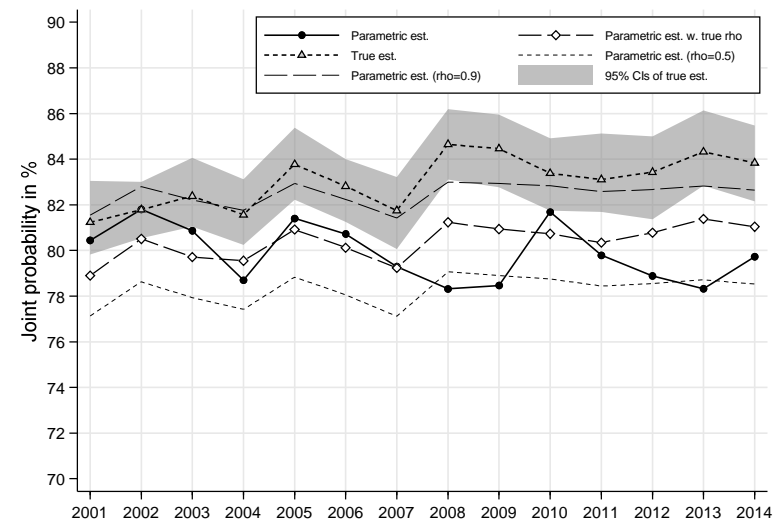 Parametric est.
True est.
Parametric est. (rho=0.9)
Parametric est. w. true rho
Parametric est. (rho=0.5)
95% CIs of true est.
Joint probability in %
90
88
86
84
82
80
78
76
74
72
70
2001 2002 2003 2004 2005 2006 2007 2008 2009 2010 2011 2012 2013 2014